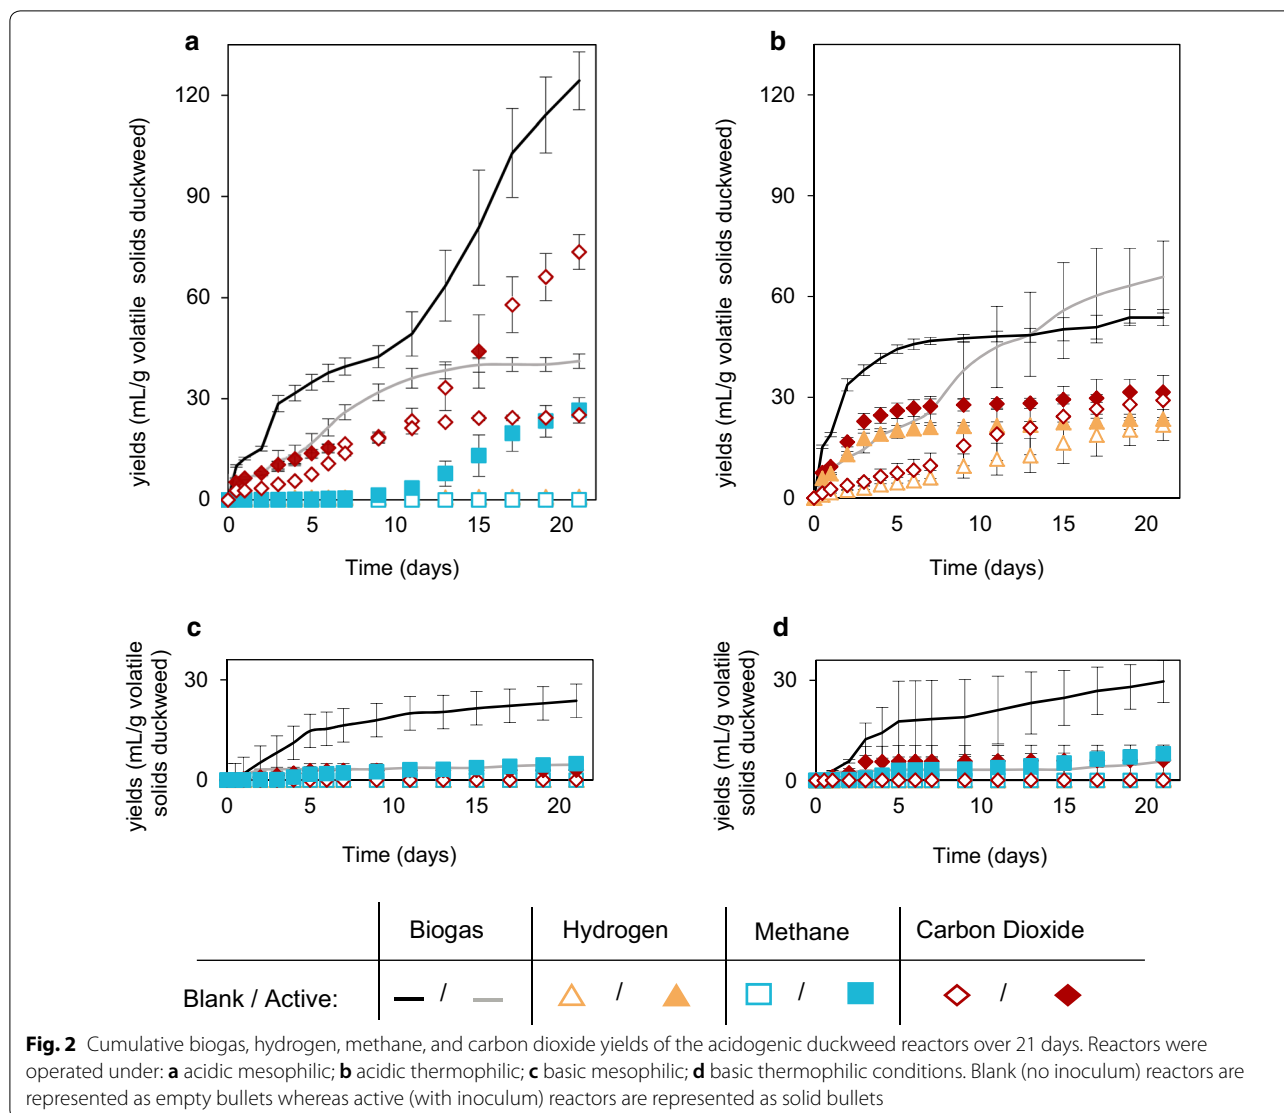 a
b
120
90
60
30
0
yields (mL/g volatile solids duckweed)
0 5 10 15 20
Time (days)
120
90
60
30
0
yields (mL/g volatile solids duckweed)
0 5 10 15 20
Time (days)
c
d
30
0
yields (mL/g volatile
solids duckweed)
0 5 10 15 20
Time (days)
30
0
yields (mL/g volatile
solids duckweed)
0 5 10 15 20
Time (days)
Biogas Hydrogen Methane Carbon Dioxide
Blank / Active: / / / /
Fig. 2 Cumulative biogas, hydrogen, methane, and carbon dioxide yields of the acidogenic duckweed reactors over 21 days. Reactors were
operated under: a acidic mesophilic; b acidic thermophilic; c basic mesophilic; d basic thermophilic conditions. Blank (no inoculum) reactors are
represented as empty bullets whereas active (with inoculum) reactors are represented as solid bullets